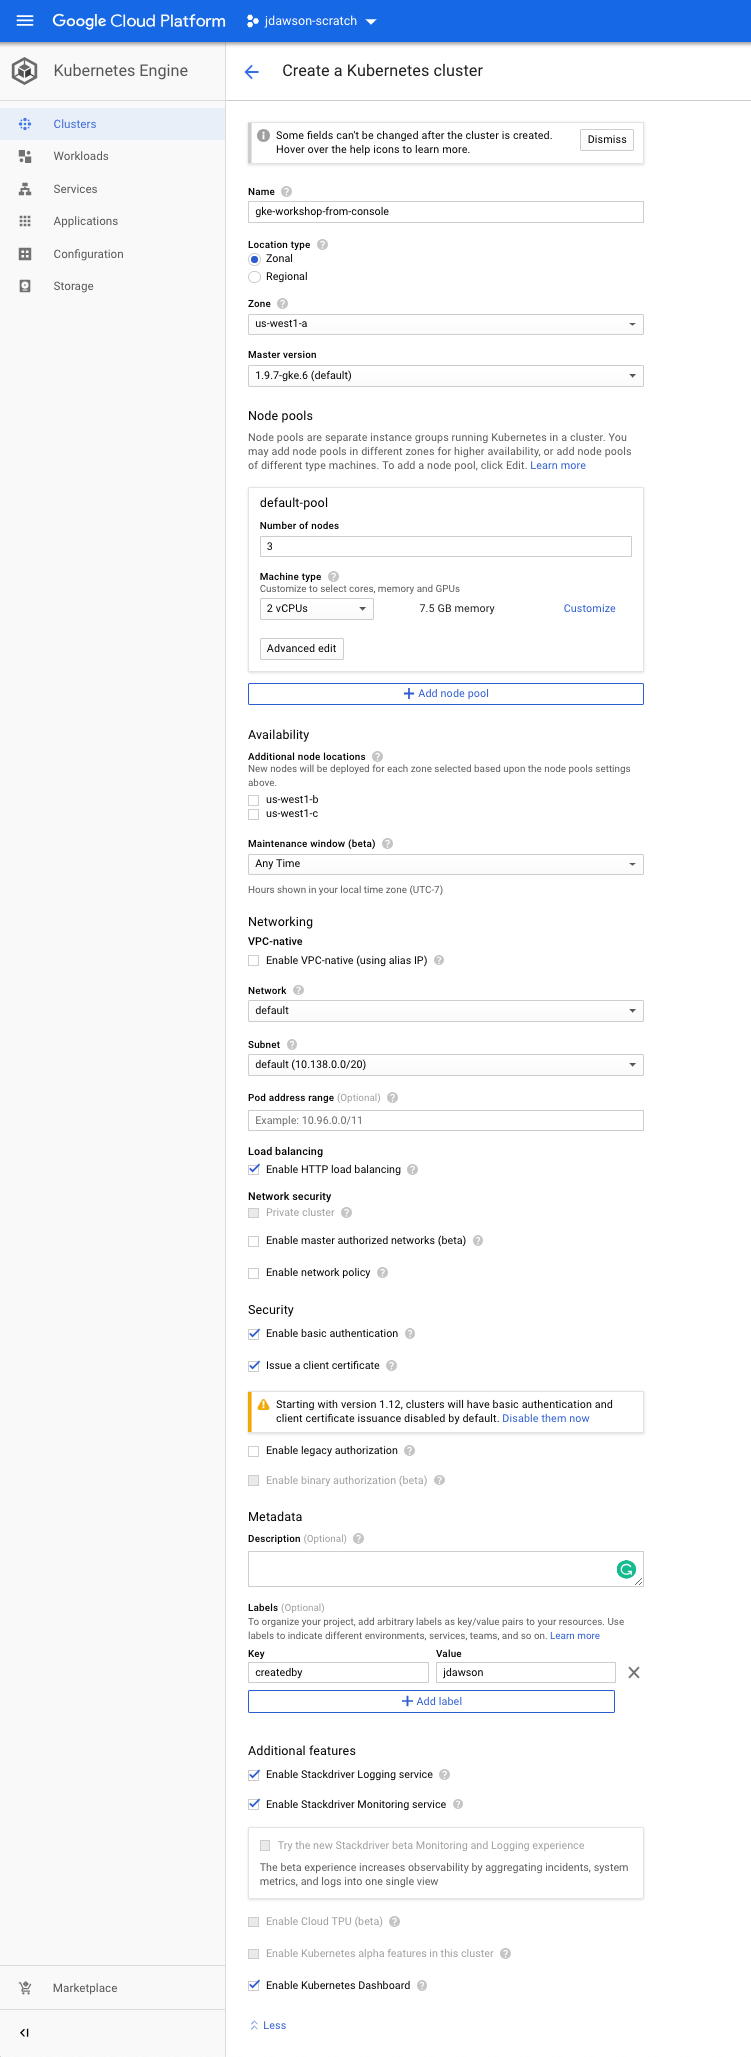 Google Cloud Platform
jdawson-scratch
Kubernetes Engine
Create a Kubernetes cluster
Clusters
Workloads
Services
Applications
Configuration
Storage
Some fields can't be changed after the cluster is created.
Hover over the help icons to learn more.
Dismiss
Name
gke-workshop-from-console
Location type
Zonal
Regional
Zone
us-west1-a
Master version
1.9.7-gke.6 (default)
Node pools
Node pools are separate instance groups running Kubernetes in a cluster. You
may add node pools in different zones for higher availability, or add node pools
of different type machines. To add a node pool, click Edit. Learn more
default-pool
Number of nodes
3
Machine type
Customize to select cores, memory and GPUs
2 vCPUs
7.5 GB memory
Customize
Advanced edit
Add node pool
Availability
Additional node locations
New nodes will be deployed for each zone selected based upon the node pools settings
above.
us-west1-b
us-west1-c
Maintenance window (beta)
Any Time
Hours shown in your local time zone (UTC-7)
Networking
VPC-native
Enable VPC-native (using alias IP)
Network
default
Subnet
default (10.138.0.0/20)
Pod address range (Optional)
Example: 10.96.0.0/11
Load balancing
Enable HTTP load balancing
Network security
Private cluster
Enable master authorized networks (beta)
Enable network policy
Security
Enable basic authentication
Issue a client certificate
Starting with version 1.12, clusters will have basic authentication and
client certificate issuance disabled by default. Disable them now
Enable legacy authorization
Enable binary authorization (beta)
Metadata
Description (Optional)
Labels (Optional)
To organize your project, add arbitrary labels as key/value pairs to your resources. Use
labels to indicate different environments, services, teams, and so on. Learn more
Key
Value
createdby
jdawson
Add label
Additional features
Enable Stackdriver Logging service
Enable Stackdriver Monitoring service
Try the new Stackdriver beta Monitoring and Logging experience
The beta experience increases observability by aggregating incidents, system
metrics, and logs into one single view
Enable Cloud TPU (beta)
Enable Kubernetes alpha features in this cluster
Enable Kubernetes Dashboard
Less
Marketplace